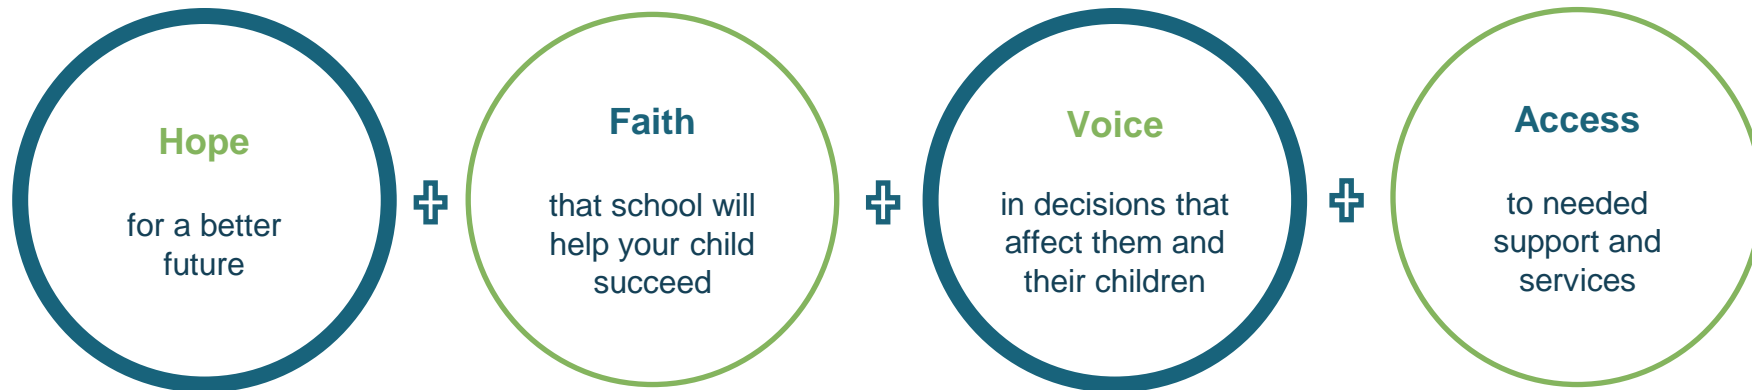 Hope
for a better
future
Faith
that school will
help your child
succeed
Voice
in decisions that
affect them and
their children
Access
to needed
support and
services